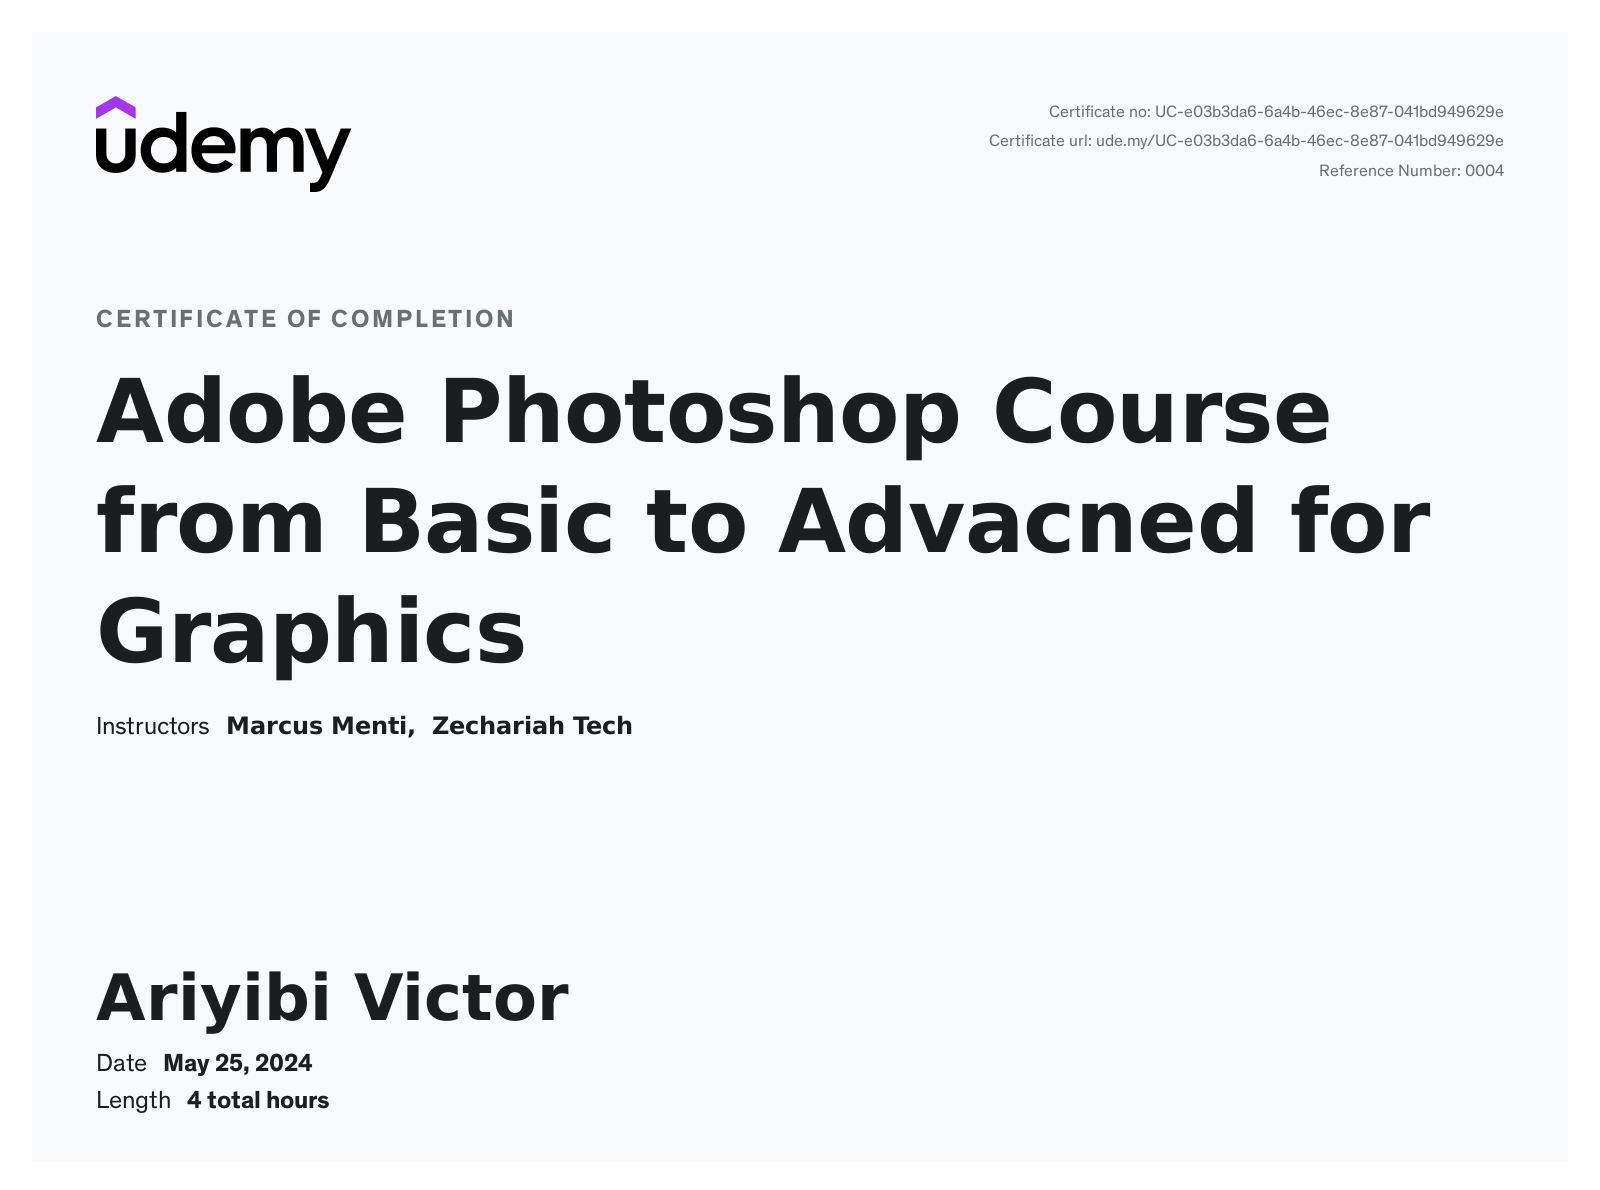 udemy
Certificate no: UC-e03b3da6-6a4b-46ec-8e87-041bd949629e
Certificate url: ude.my/UC-e03b3da6-6a4b-46ec-8e87-041bd949629e
Reference Number: 0004
CERTIFICATE OF COMPLETION
Adobe Photoshop Course
from Basic to Advacned for
Graphics
Instructors Marcus Menti, Zechariah Tech
Ariyibi Victor
Date May 25, 2024
Length 4 total hours